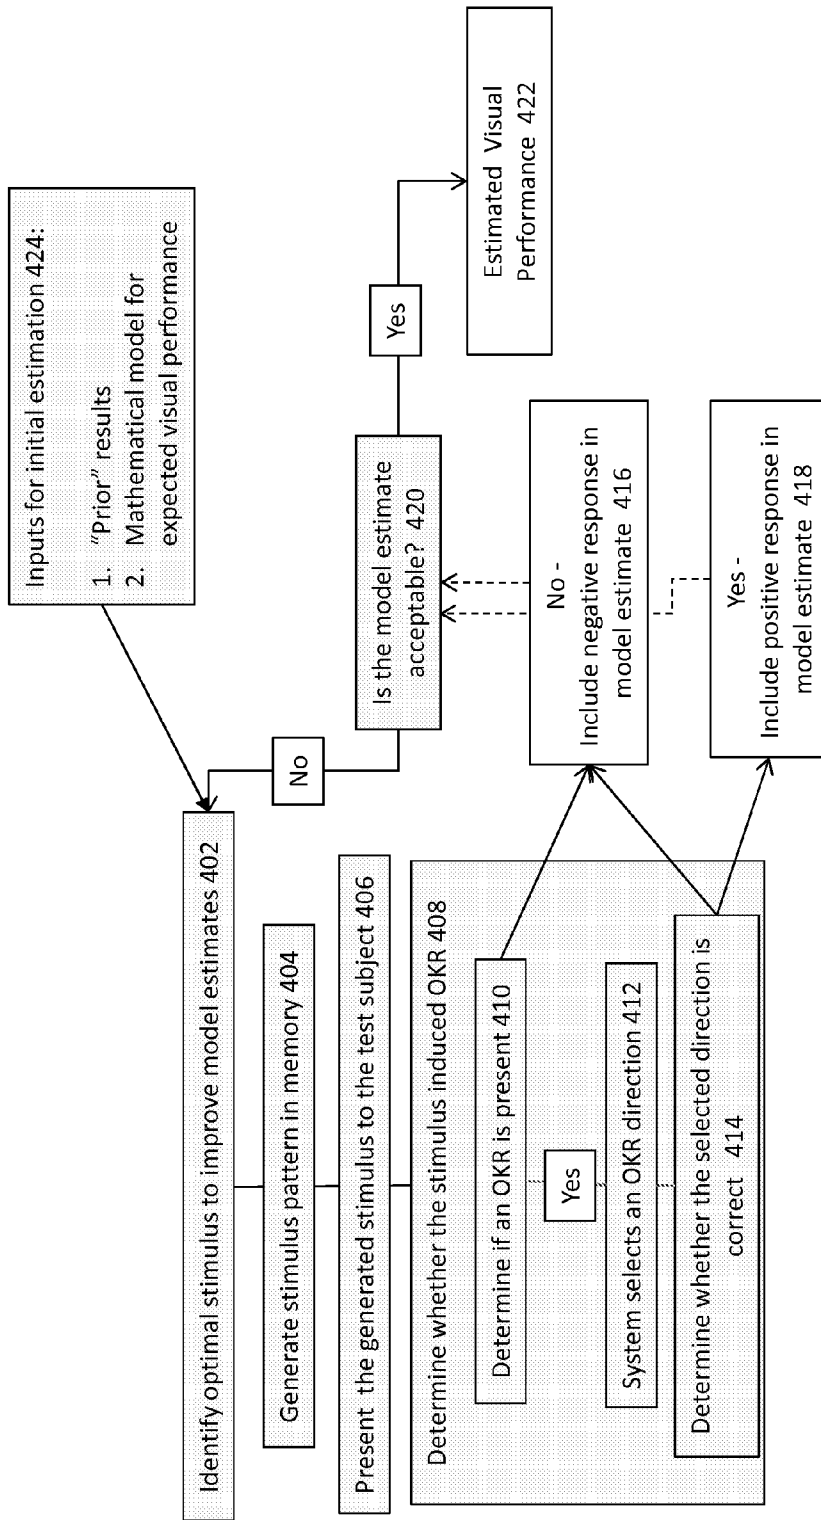 Inputs for initial estimation 424:
1. “Prior” results
2. Mathematical model for
expected visual performance
Identify optimal stimulus to improve model estimates 402
Generate stimulus pattern in memory 404
Present the generated stimulus to the test subject 406
Determine whether the stimulus induced OKR 408
Determine if an OKR is present 410
Yes
System selects an OKR direction 412
Determine whether the selected direction is
correct 414
No
Is the model estimate
acceptable? 420
No -
Include negative response in
model estimate 416
Yes -
Include positive response in
model estimate 418
Yes
Estimated Visual
Performance 422